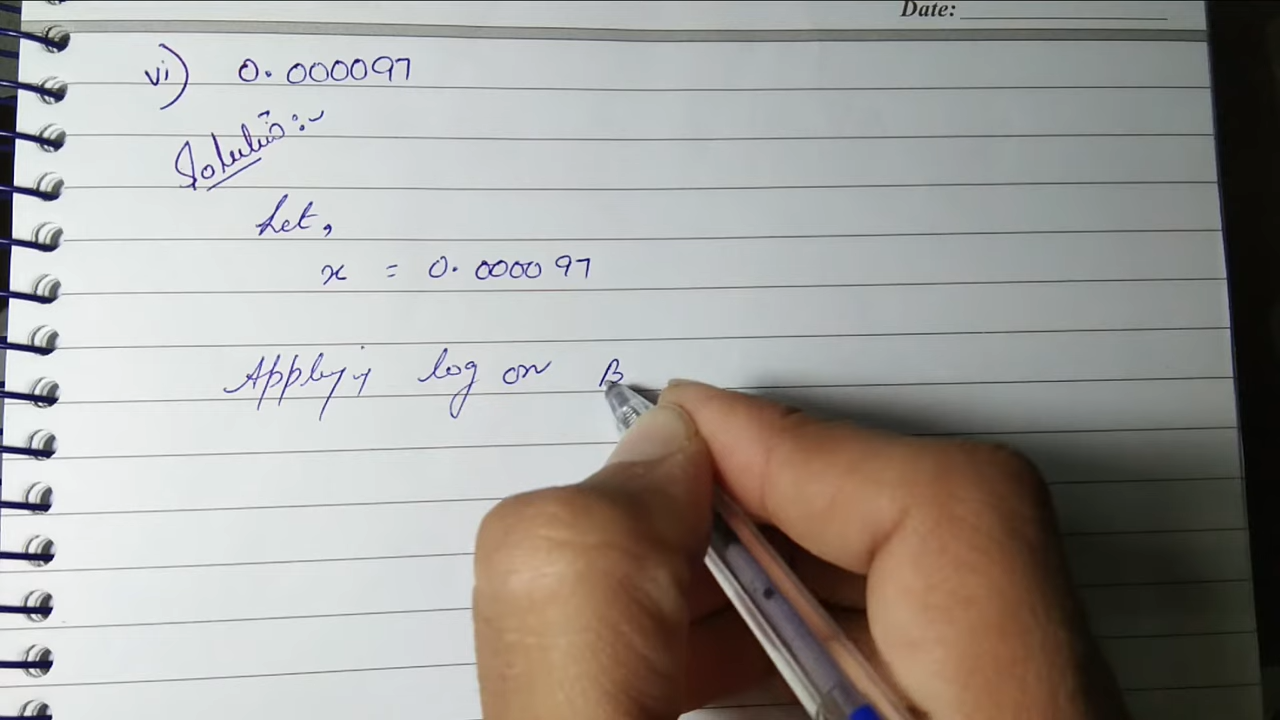 Date:
vi) 0.000097
Solution:-
Let,
x = 0.000097
Applying log on B